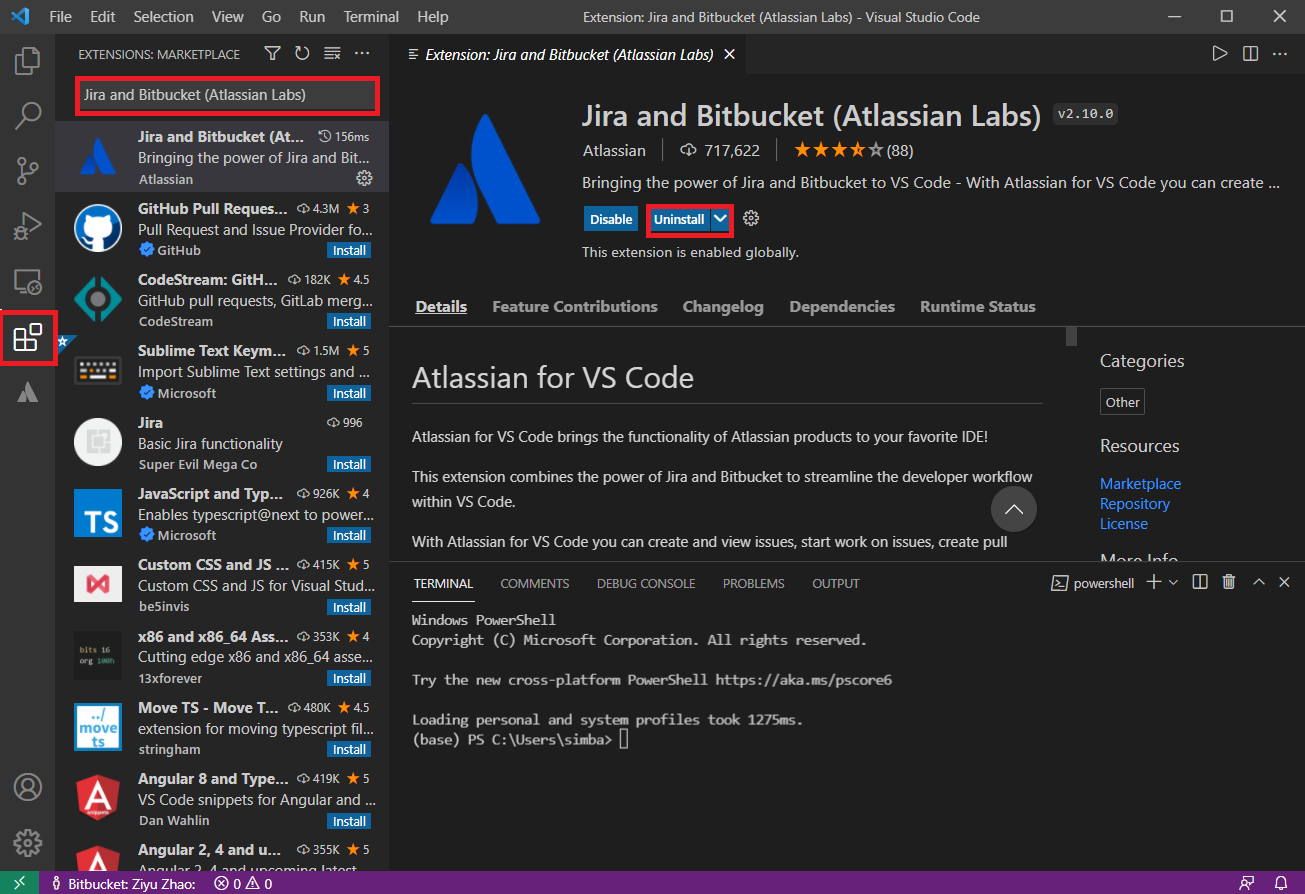 File Edit Selection View Go Run Terminal Help
Extension: Jira and Bitbucket (Atlassian Labs) - Visual Studio Code
EXTENSIONS: MARKETPLACE
Jira and Bitbucket (Atlassian Labs)
Jira and Bitbucket (At... 156ms
Bringing the power of Jira and Bit...
Atlassian
GitHub Pull Reques... 4.3M 3
Pull Request and Issue Provider fo...
GitHub Install
CodeStream: GitH... 182K 4.5
GitHub pull requests, GitLab merg...
CodeStream Install
Sublime Text Keym... 1.5M 5
Import Sublime Text settings and ...
Microsoft Install
Jira 996
Basic Jira functionality
Super Evil Mega Co Install
TS
JavaScript and Typ... 926K 4
Enables typescript@next to power...
Microsoft Install
Custom CSS and JS ... 415K 5
Custom CSS and JS for Visual Stud...
be5invis Install
bits 16
org 100h
x86 and x86_64 Ass... 353K 4
Cutting edge x86 and x86_64 asse...
13xforever Install
../
move
ts
Move TS - Move T... 480K 4.5
extension for moving typescript fil...
stringham Install
A
snippets
Angular 8 and Type... 419K 5
VS Code snippets for Angular and ...
Dan Wahlin Install
Angular 2, 4 and u... 355K 5
Angular 2, 4 and upcoming latest
Extension: Jira and Bitbucket (Atlassian Labs)
Jira and Bitbucket (Atlassian Labs) v2.10.0
Atlassian 717,622 (88)
Bringing the power of Jira and Bitbucket to VS Code - With Atlassian for VS Code you can create ...
Disable Uninstall
This extension is enabled globally.
Details Feature Contributions Changelog Dependencies Runtime Status
Atlassian for VS Code
Atlassian for VS Code brings the functionality of Atlassian products to your favorite IDE!
This extension combines the power of Jira and Bitbucket to streamline the developer workflow
within VS Code.
With Atlassian for VS Code you can create and view issues, start work on issues, create pull
Categories
Other
Resources
Marketplace
Repository
License
More Info
TERMINAL COMMENTS DEBUG CONSOLE PROBLEMS OUTPUT
powershell
Windows PowerShell
Copyright (C) Microsoft Corporation. All rights reserved.
Try the new cross-platform PowerShell https://aka.ms/pscore6
Loading personal and system profiles took 1275ms.
(base) PS C:\Users\simba>
Bitbucket: Ziyu Zhao: 0 0